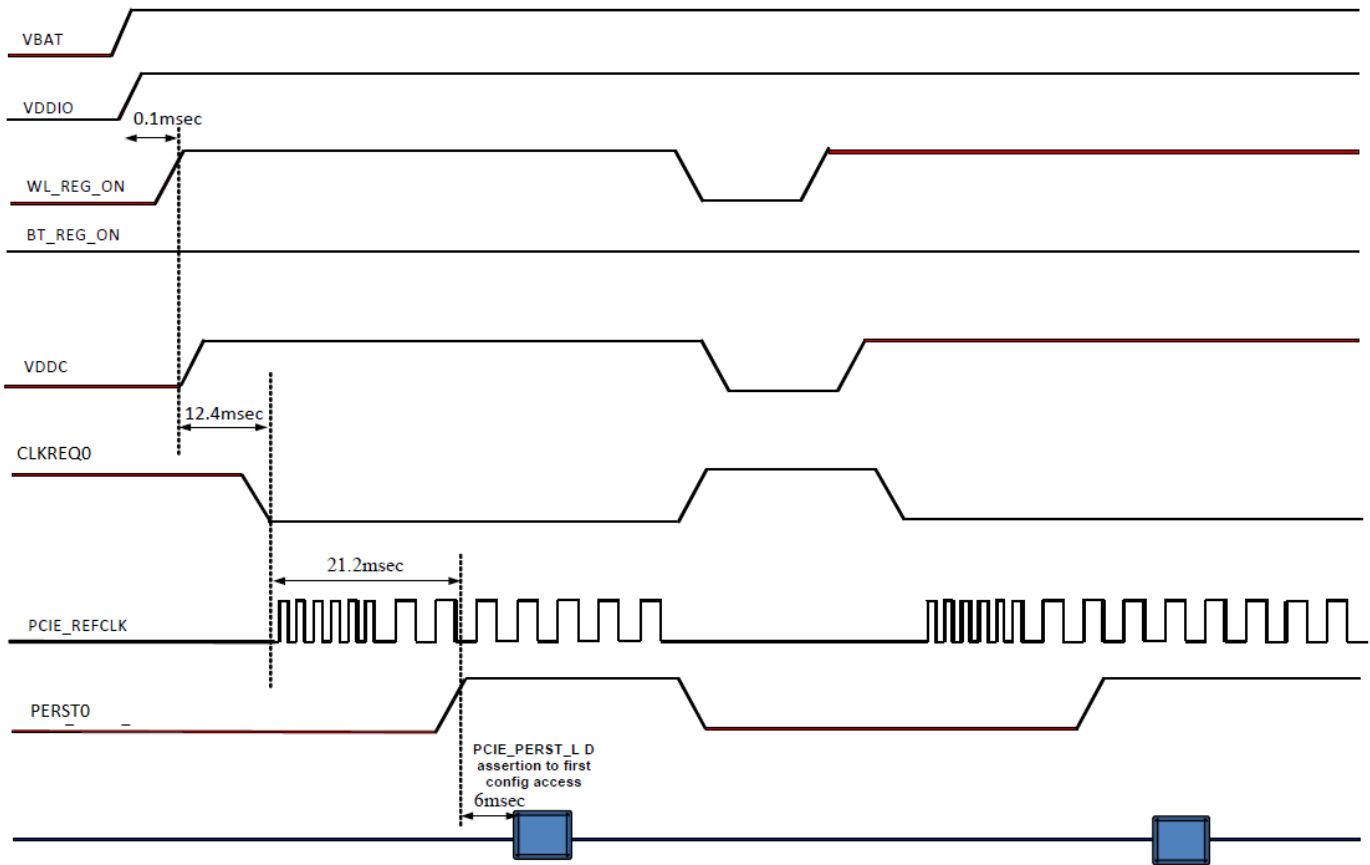 VBAT
VDDIO
0.1msec
WL_REG_ON
BT_REG_ON
VDDC
12.4msec
CLKREQ0
21.2msec
PCIE_REFCLK
PERST0
_ _
PCIE_PERST_L D
assertion to first
config access
6msec